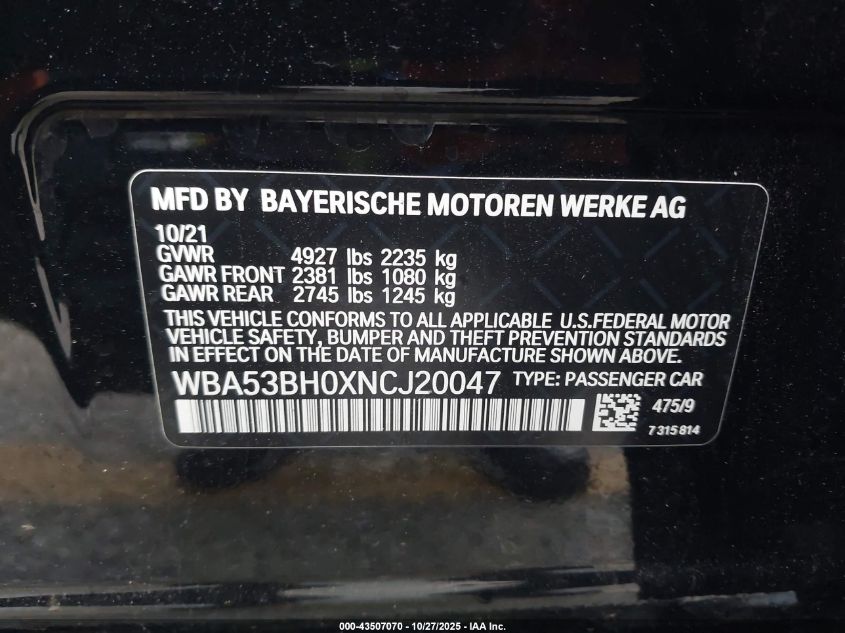 MFD BY BAYERISCHE MOTOREN WERKE AG
10/21
GVWR 4927 lbs 2235 kg
GAWR FRONT 2381 lbs 1080 kg
GAWR REAR 2745 lbs 1245 kg
THIS VEHICLE CONFORMS TO ALL APPLICABLE U.S.FEDERAL MOTOR
VEHICLE SAFETY, BUMPER AND THEFT PREVENTION STANDARDS
IN EFFECT ON THE DATE OF MANUFACTURE SHOWN ABOVE.
WBA53BH0XNCJ20047 TYPE: PASSENGER CAR
475/9
7315814
000-43507070 - 10/27/2025 - IAA Inc.